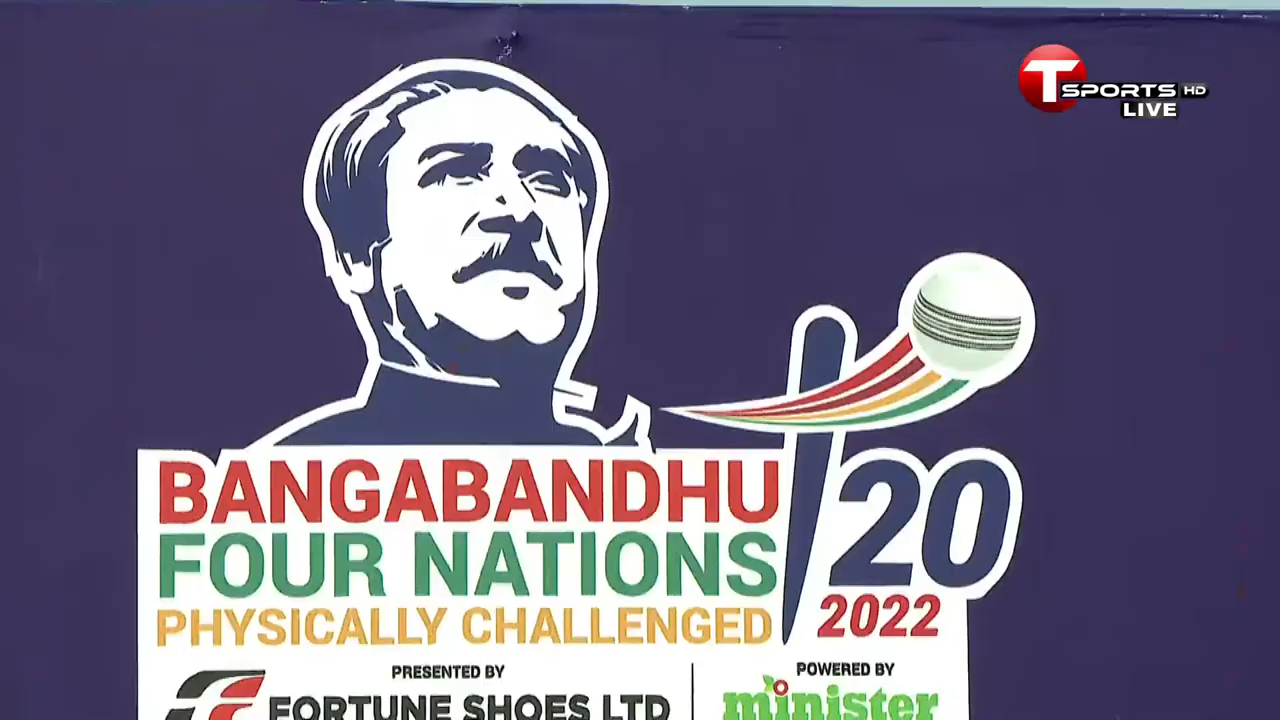 T SPORTS HD
LIVE
BANGABANDHU
FOUR NATIONS
PHYSICALLY CHALLENGED
T20
2022
PRESENTED BY
FORTUNE SHOES LTD
POWERED BY
minister